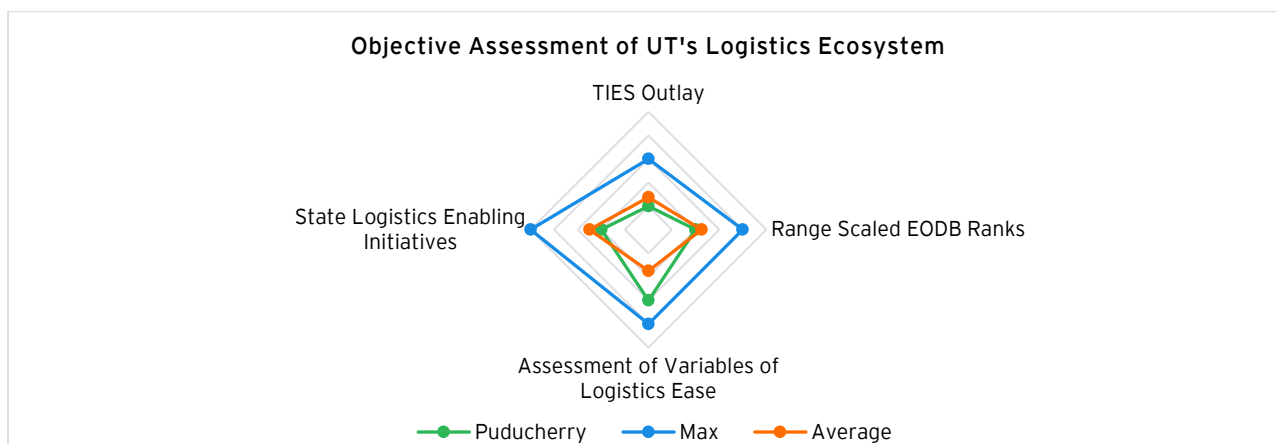 Objective Assessment of UT's Logistics Ecosystem
TIES Outlay
State Logistics Enabling
Initiatives
Range Scaled EODB Ranks
Assessment of Variables of
Logistics Ease
Puducherry
Max
Average